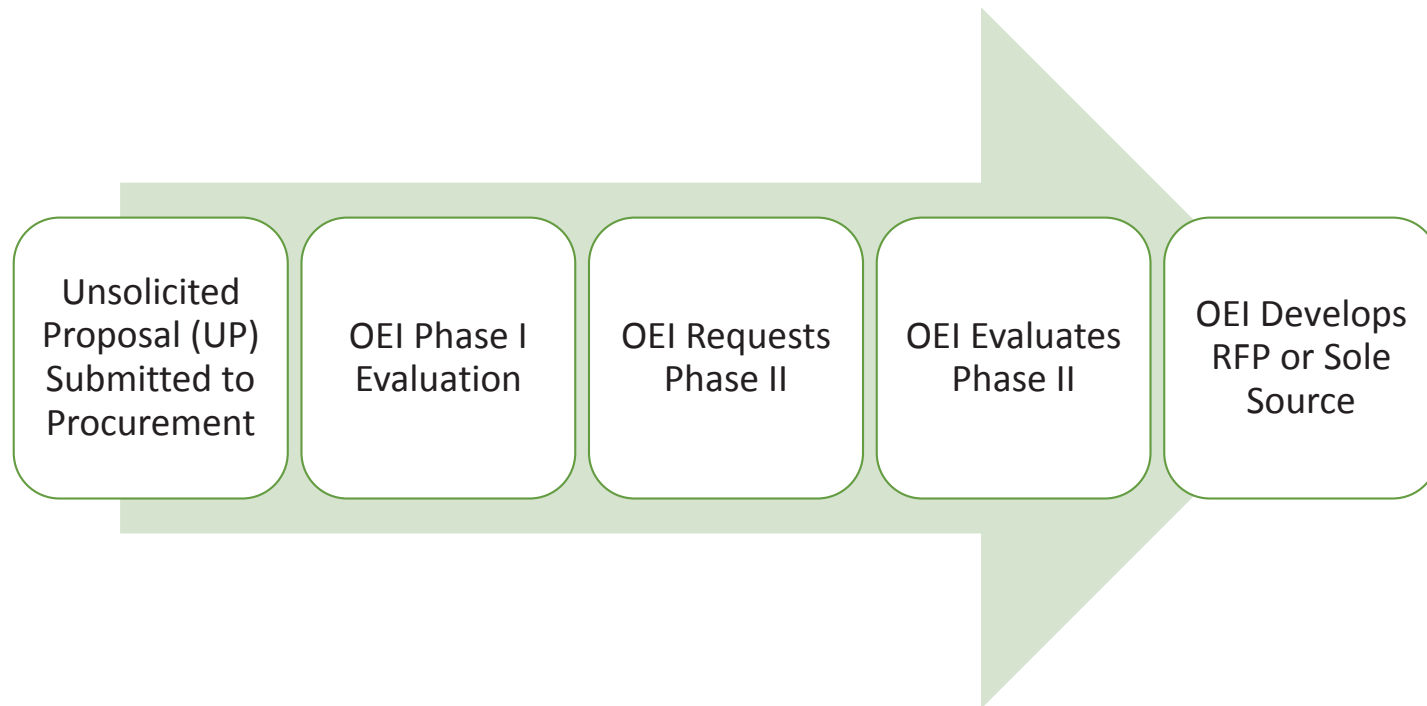 Unsolicited
Proposal (UP)
Submitted to
Procurement
OEI Phase I
Evaluation
OEI Requests
Phase II
OEI Evaluates
Phase II
OEI Develops
RFP or Sole
Source